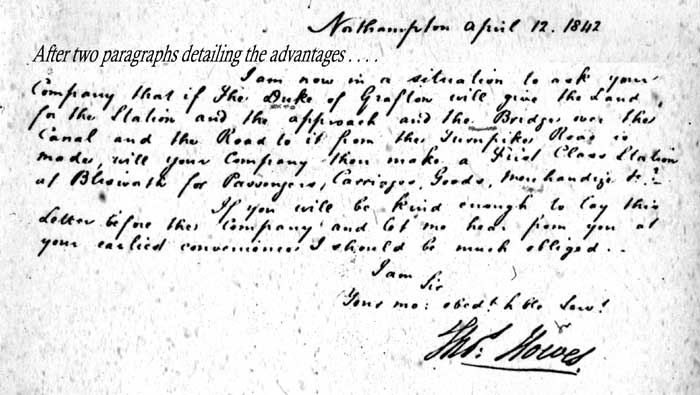 Northampton April 12. 1842
After two paragraphs detailing the advantages . . . .
I am now in a situation to ask your
Company that if the Duke of Grafton will give the Land
for the Station and the approach and the Bridge over the
Canal and the Road to it from the Turnpike Road is
made, will your Company then make a First Class Station
at Blisworth for Passengers, Carriages, Goods, Merchandize &c?
If you will be kind enough to lay this
Letter before the Company and let me hear from you at
your earliest convenience I should be much obliged . .
I am
Sir
Your mo: obedt hble Servt
Thos. Howes